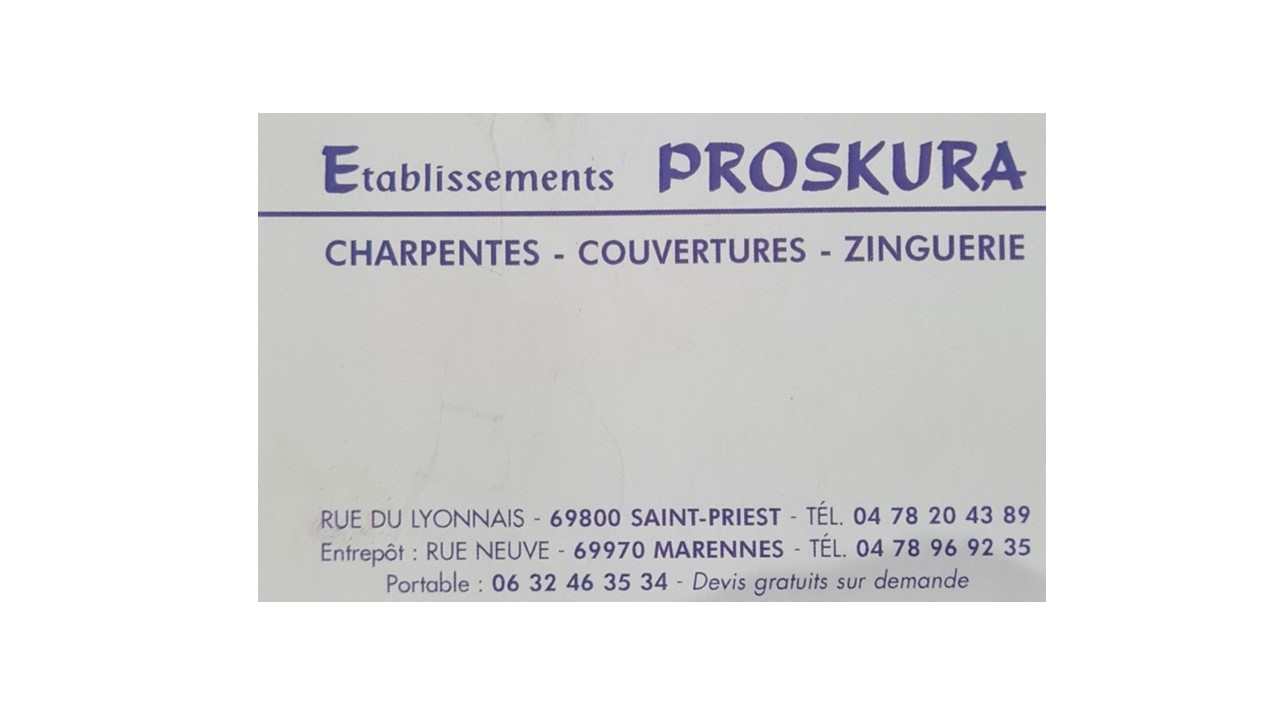 Etablissements PROSKURA
CHARPENTES - COUVERTURES - ZINGUERIE
RUE DU LYONNAIS - 69800 SAINT-PRIEST - TÉL. 04 78 20 43 89
Entrepôt : RUE NEUVE - 69970 MARENNES - TÉL. 04 78 96 92 35
Portable : 06 32 46 35 34 - Devis gratuits sur demande